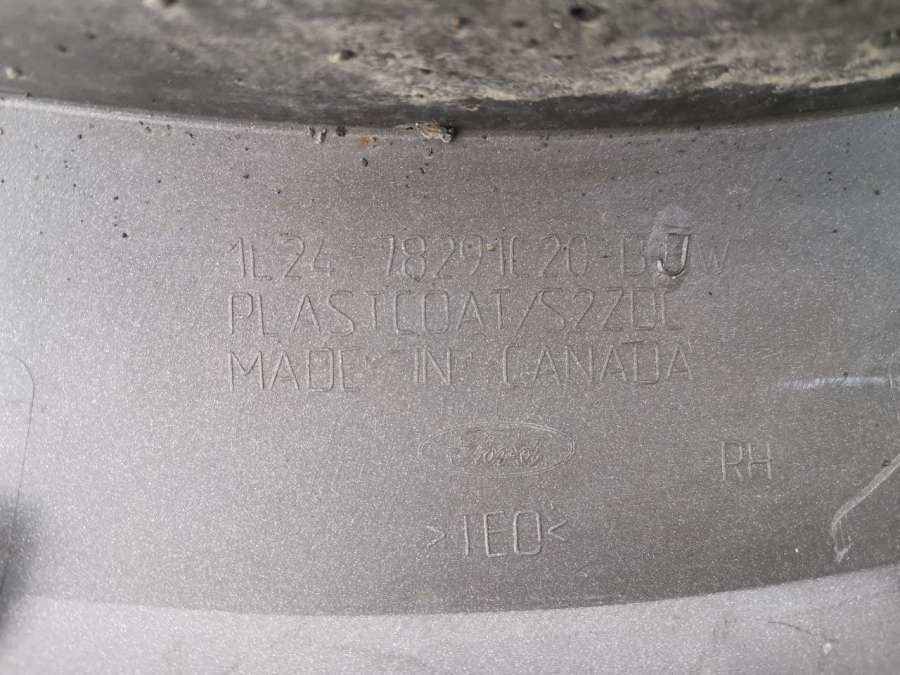 1L24-78291C20-BJW
PLASTCOAT/S2ZDC
MADE IN CANADA
Ford
RH
>TEO<